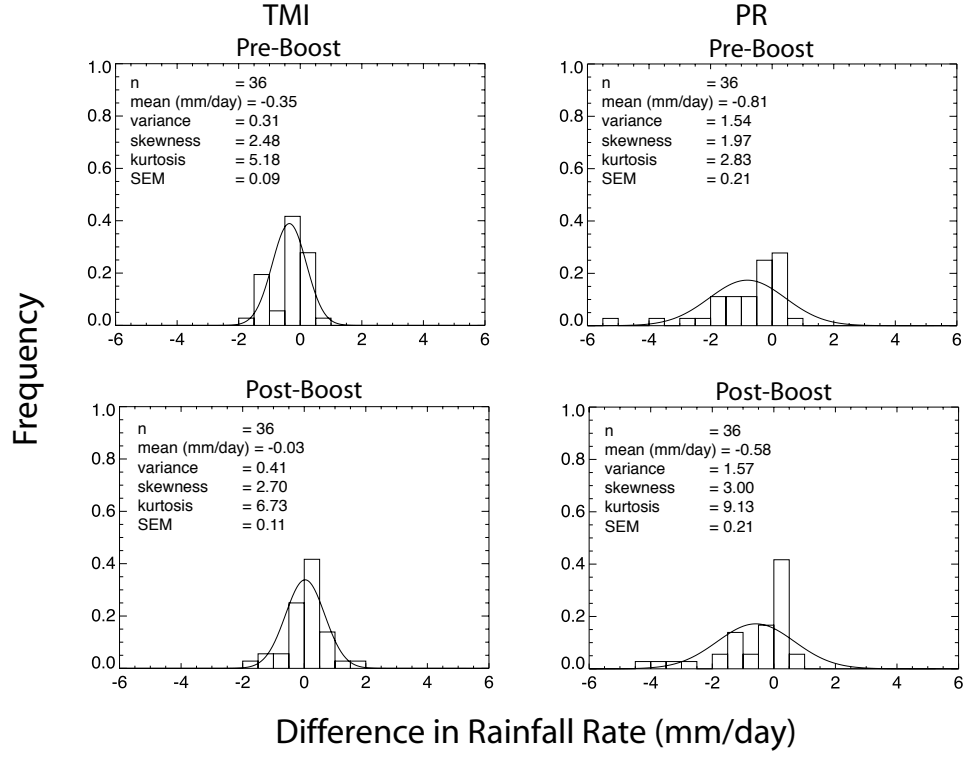 TMI
PR
Pre-Boost
Pre-Boost
1.0
0.8
0.6
0.4
0.2
0.0
n = 36
mean (mm/day) = -0.35
variance = 0.31
skewness = 2.48
kurtosis = 5.18
SEM = 0.09
-6 -4 -2 0 2 4 6
1.0
0.8
0.6
0.4
0.2
0.0
n = 36
mean (mm/day) = -0.81
variance = 1.54
skewness = 1.97
kurtosis = 2.83
SEM = 0.21
-6 -4 -2 0 2 4 6
Frequency
Post-Boost
Post-Boost
1.0
0.8
0.6
0.4
0.2
0.0
n = 36
mean (mm/day) = -0.03
variance = 0.41
skewness = 2.70
kurtosis = 6.73
SEM = 0.11
-6 -4 -2 0 2 4 6
1.0
0.8
0.6
0.4
0.2
0.0
n = 36
mean (mm/day) = -0.58
variance = 1.57
skewness = 3.00
kurtosis = 9.13
SEM = 0.21
-6 -4 -2 0 2 4 6
Difference in Rainfall Rate (mm/day)